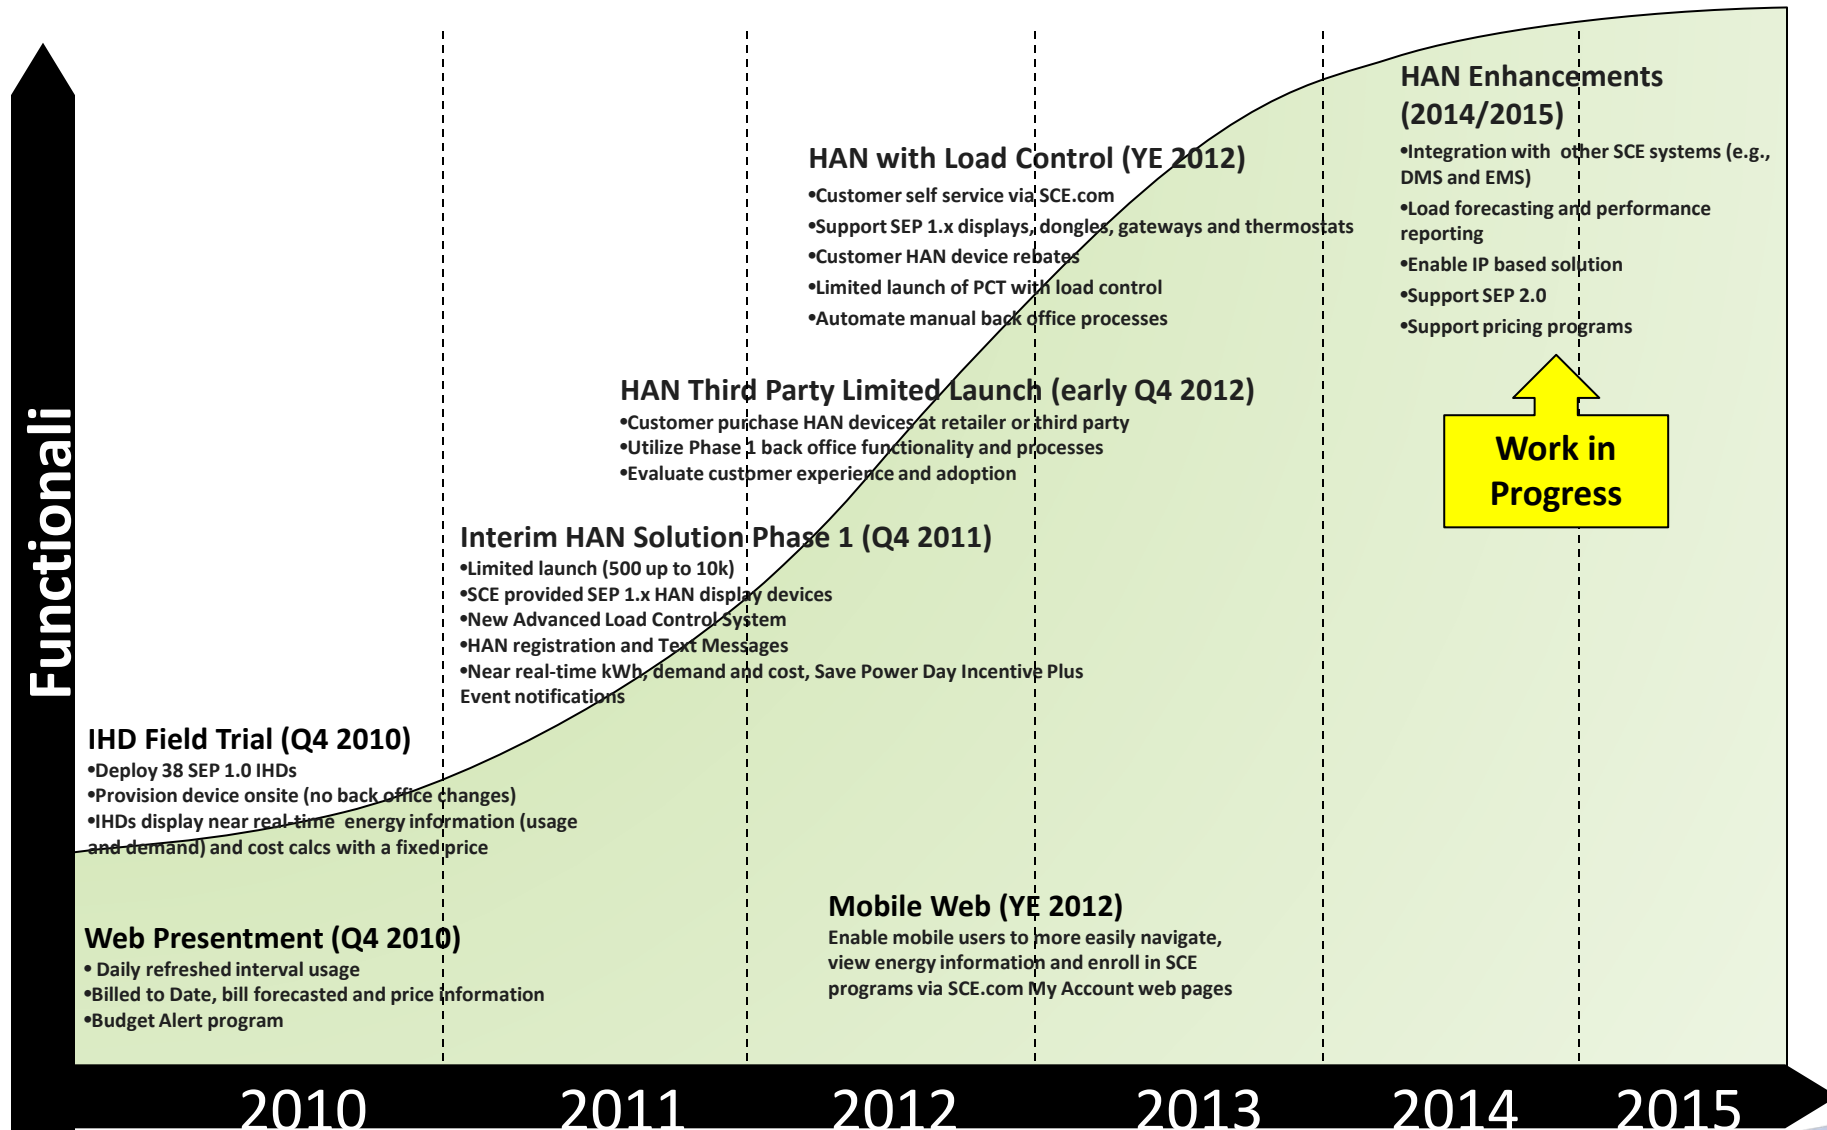 HAN Enhancements
(2014/2015)
•Integration with other SCE systems (e.g.,
DMS and EMS)
•Load forecasting and performance
reporting
•Enable IP based solution
•Support SEP 2.0
•Support pricing programs
Work in
Progress
HAN with Load Control (YE 2012)
•Customer self service via SCE.com
•Support SEP 1.x displays, dongles, gateways and thermostats
•Customer HAN device rebates
•Limited launch of PCT with load control
•Automate manual back office processes
HAN Third Party Limited Launch (early Q4 2012)
•Customer purchase HAN devices at retailer or third party
•Utilize Phase 1 back office functionality and processes
•Evaluate customer experience and adoption
Interim HAN Solution Phase 1 (Q4 2011)
•Limited launch (500 up to 10k)
•SCE provided SEP 1.x HAN display devices
•New Advanced Load Control System
•HAN registration and Text Messages
•Near real-time kWh, demand and cost, Save Power Day Incentive Plus
Event notifications
IHD Field Trial (Q4 2010)
•Deploy 38 SEP 1.0 IHDs
•Provision device onsite (no back office changes)
•IHDs display near real-time energy information (usage
and demand) and cost calcs with a fixed price
Web Presentment (Q4 2010)
• Daily refreshed interval usage
•Billed to Date, bill forecasted and price information
•Budget Alert program
Mobile Web (YE 2012)
Enable mobile users to more easily navigate,
view energy information and enroll in SCE
programs via SCE.com My Account web pages
Functionali
2010 2011 2012 2013 2014 2015